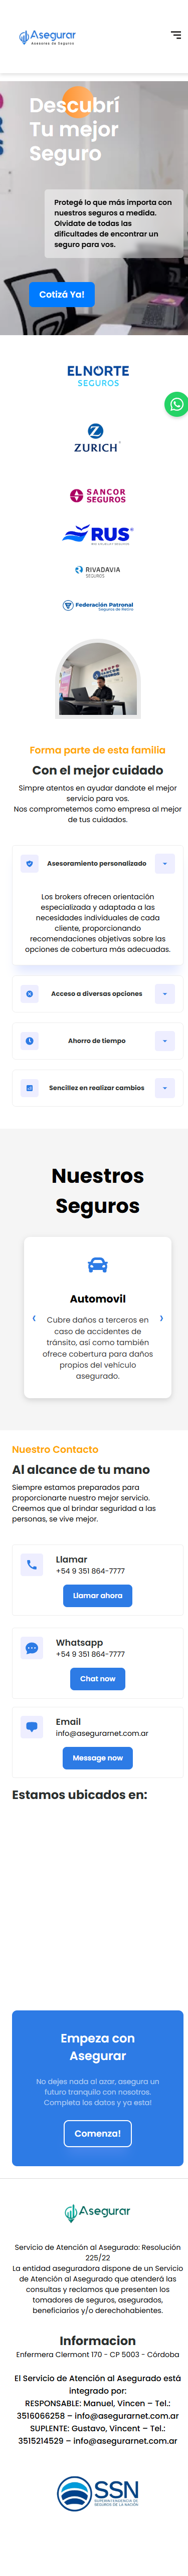 Asegurar
Asesores de Seguros
Descubrí
Tu mejor
Seguro
Protegé lo que más importa con
nuestros seguros a medida.
Olvidate de todas las
dificultades de encontrar un
seguro para vos.
Cotizá Ya!
ELNORTE
SEGUROS
ZURICH
SANCOR
SEGUROS
RUS
RIVADAVIA
SEGUROS
Federación Patronal
Seguros de Retiro
Forma parte de esta familia
Con el mejor cuidado
Simpre atentos en ayudar dandote el mejor
servicio para vos.
Nos comprometemos como empresa al mejor
de tus cuidados.
Asesoramiento personalizado
Los brokers ofrecen orientación
especializada y adaptada a las
necesidades individuales de cada
cliente, proporcionando
recomendaciones objetivas sobre las
opciones de cobertura más adecuadas.
Acceso a diversas opciones
Ahorro de tiempo
Sencillez en realizar cambios
Nuestros
Seguros
Automovil
Cubre daños a terceros en
caso de accidentes de
tránsito, así como también
ofrece cobertura para daños
propios del vehículo
asegurado.
Nuestro Contacto
Al alcance de tu mano
Siempre estamos preparados para
proporcionarte nuestro mejor servicio.
Creemos que al brindar seguridad a las
personas, se vive mejor.
Llamar
+54 9 351 864-7777
Llamar ahora
Whatsapp
+54 9 351 864-7777
Chat now
Email
info@asegurarnet.com.ar
Message now
Estamos ubicados en:
Empeza con
Asegurar
No dejes nada al azar, asegura un
futuro tranquilo con nosotros.
Completa los datos y ya esta!
Comenza!
Asegurar
Servicio de Atención al Asegurado: Resolución
225/22
La entidad aseguradora dispone de un Servicio
de Atención al Asegurado que atenderá las
consultas y reclamos que presenten los
tomadores de seguros, asegurados,
beneficiarios y/o derechohabientes.
Informacion
Enfermera Clermont 170 - CP 5003 - Córdoba
El Servicio de Atención al Asegurado está
integrado por:
RESPONSABLE: Manuel, Vincen – Tel.:
3516066258 – info@asegurarnet.com.ar
SUPLENTE: Gustavo, Vincent – Tel.:
3515214529 – info@asegurarnet.com.ar
SSN
SUPERINTENDENCIA DE
SEGUROS DE LA NACIÓN